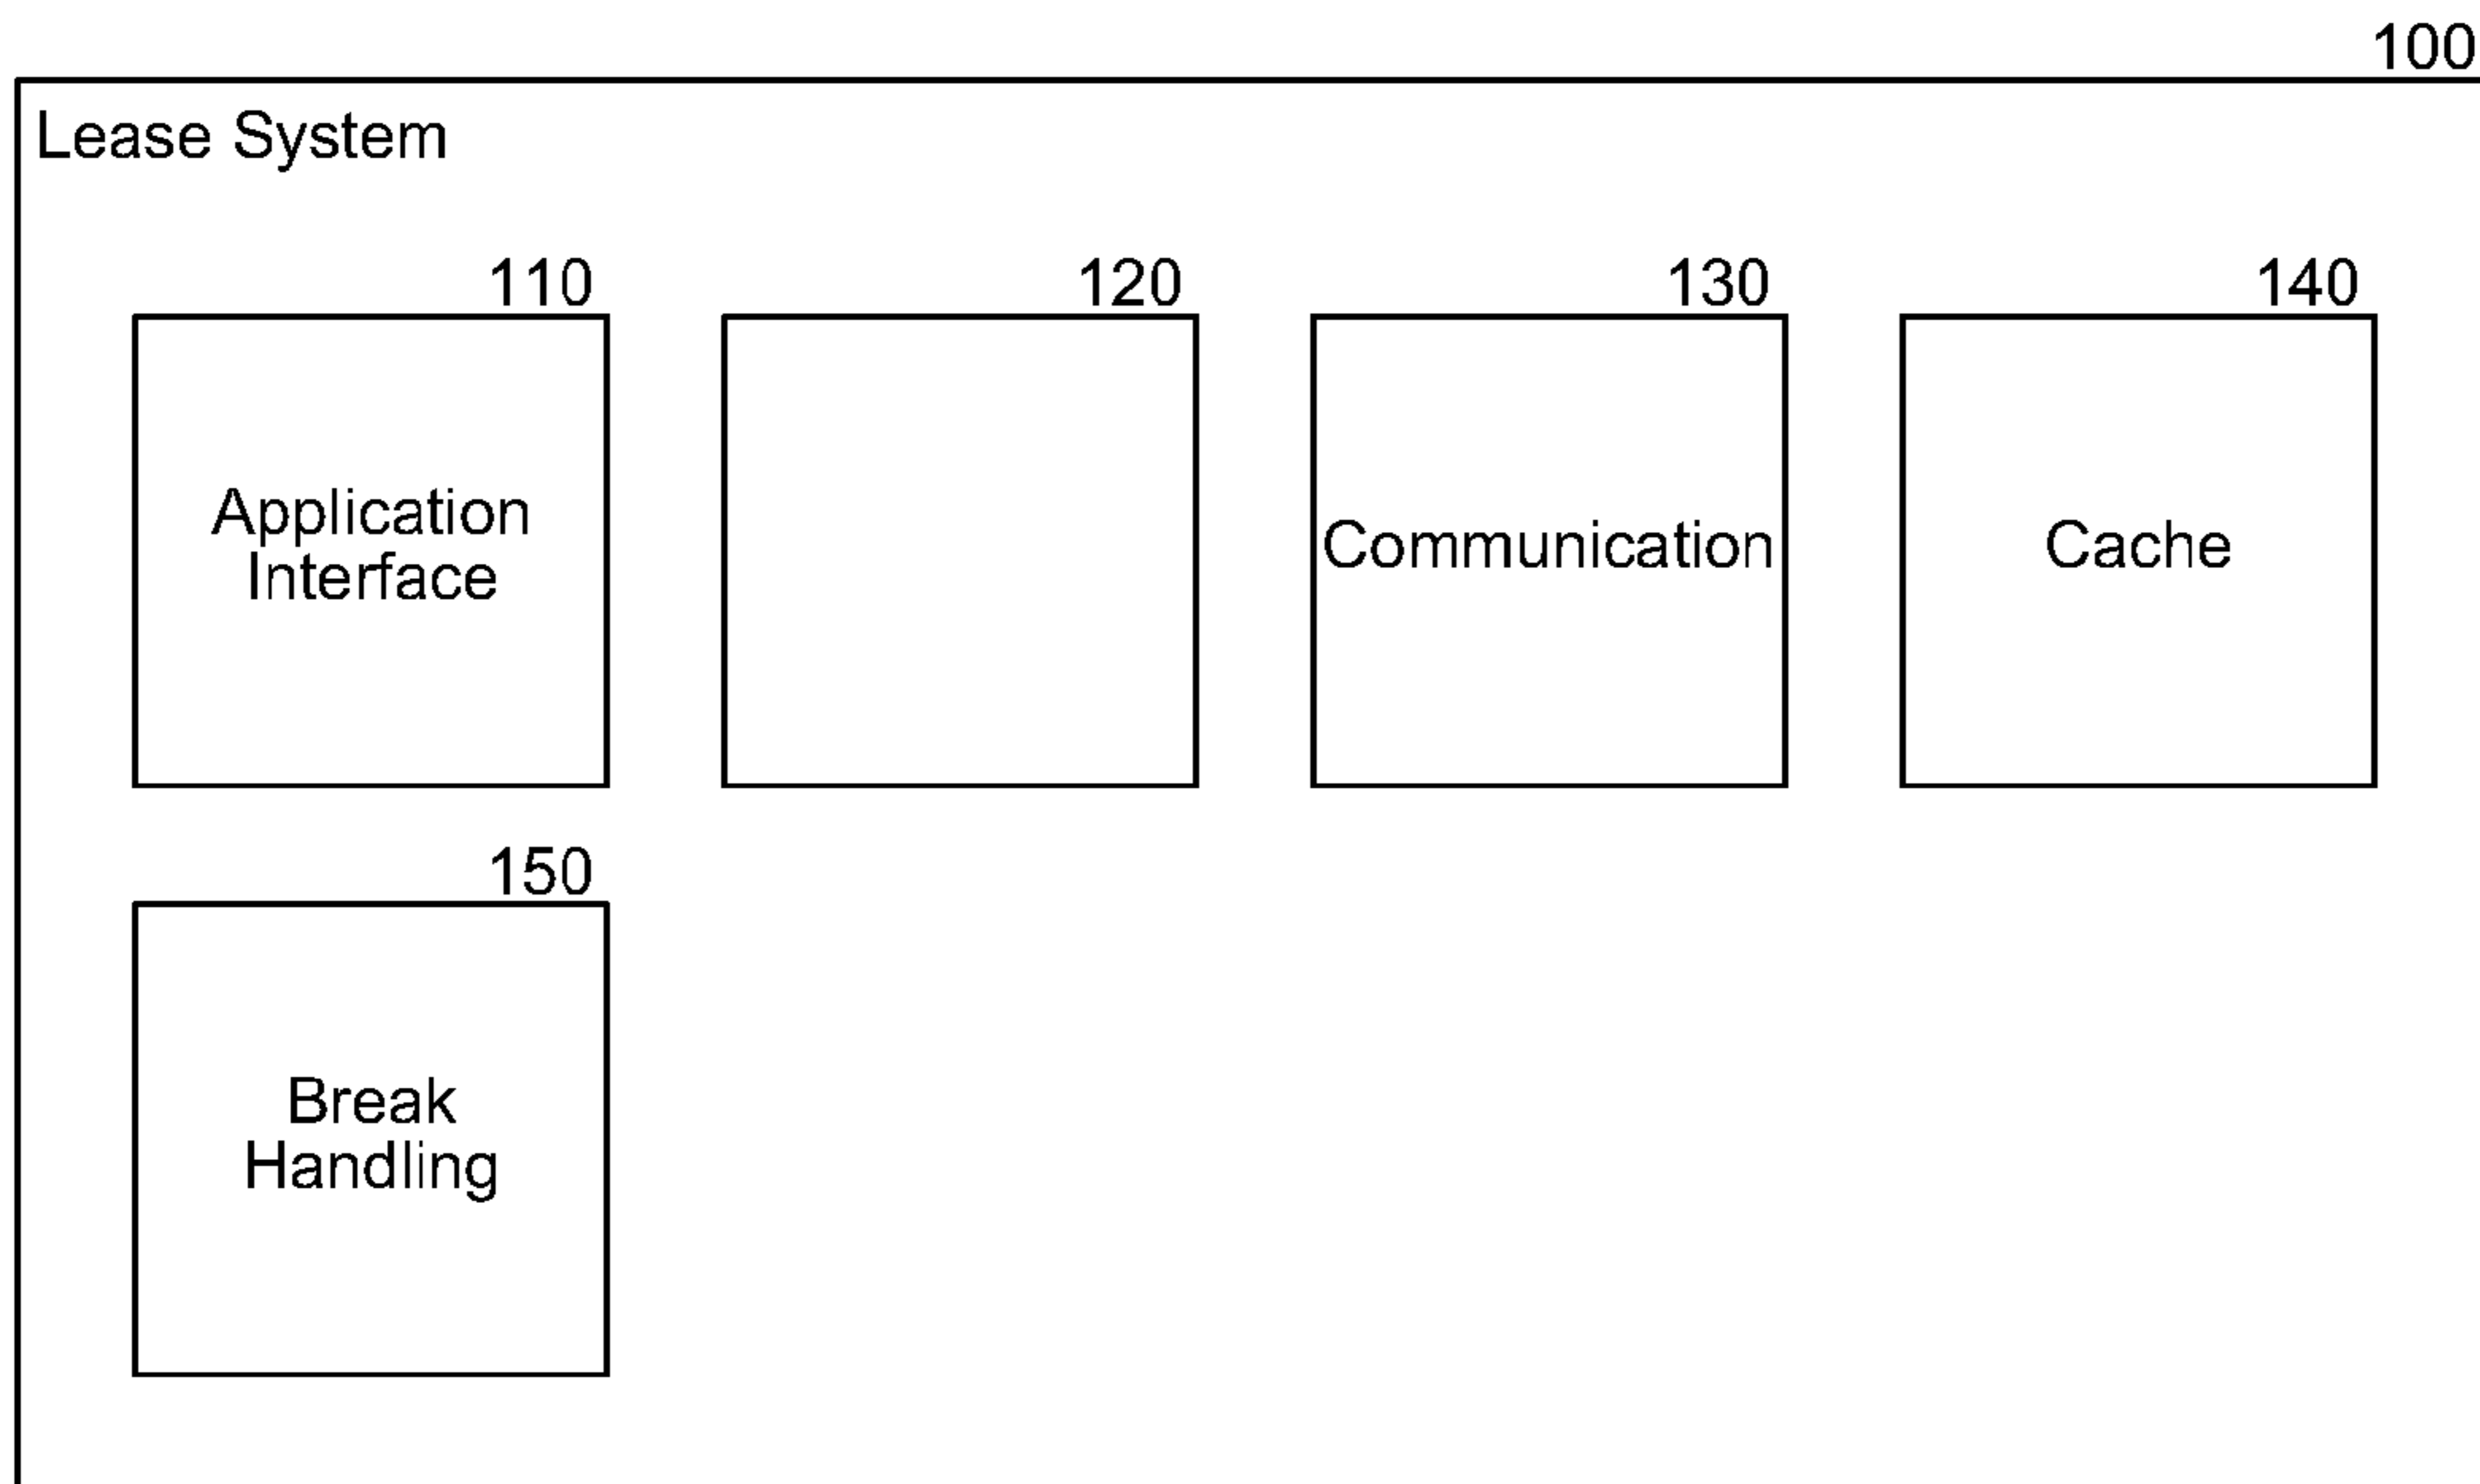 100
Lease System
110
120
130
140
Application
Interface
Communication
Cache
150
Break
Handling